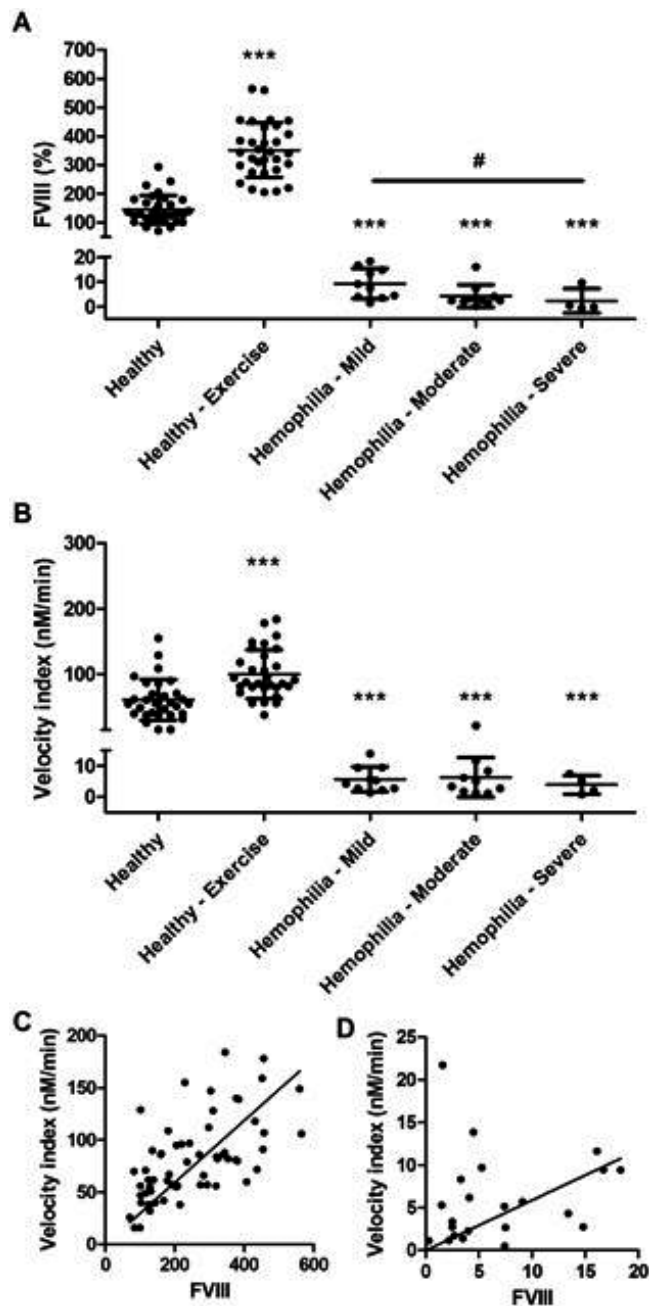 A
FVIII (%)
700
600
500
400
300
200
100
20
10
0
***
#
*** *** ***
Healthy
Healthy - Exercise
Hemophilia - Mild
Hemophilia - Moderate
Hemophilia - Severe
B
Velocity index (nM/min)
300
200
100
10
0
***
*** *** ***
Healthy
Healthy - Exercise
Hemophilia - Mild
Hemophilia - Moderate
Hemophilia - Severe
C
Velocity index (nM/min)
200
150
100
50
0
0 200 400 600
FVIII
D
Velocity index (nM/min)
25
20
15
10
5
0
0 5 10 15 20
FVIII